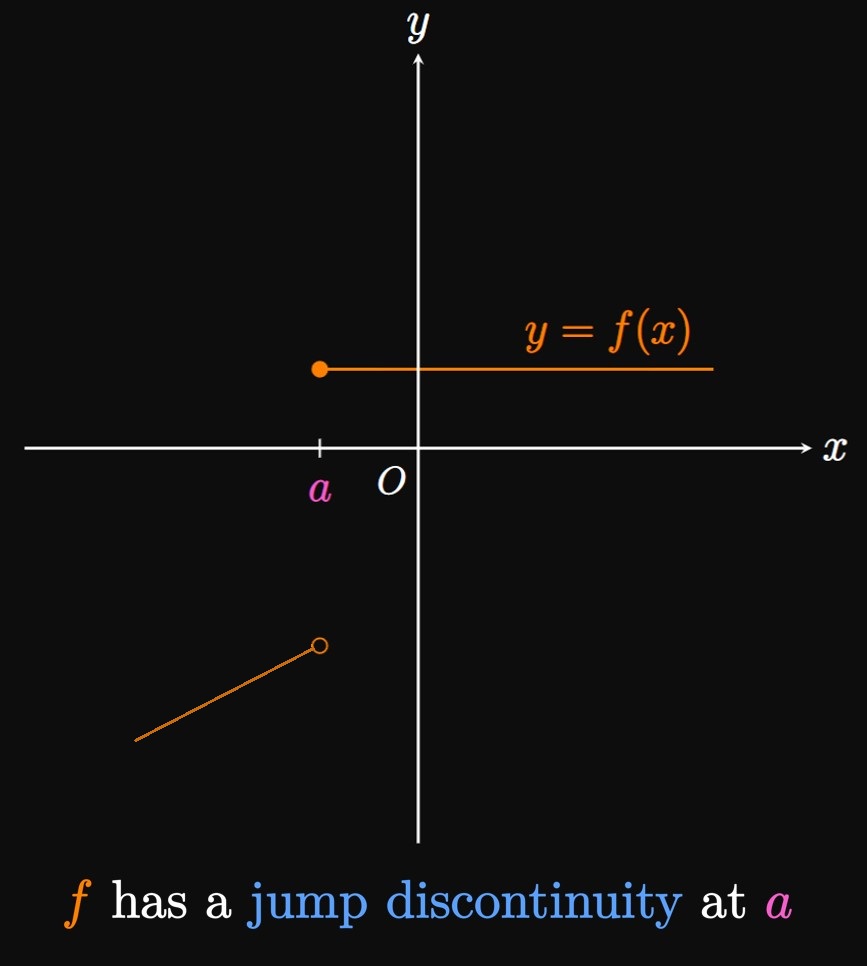 y
y = f(x)
x
a
O
f has a jump discontinuity at a